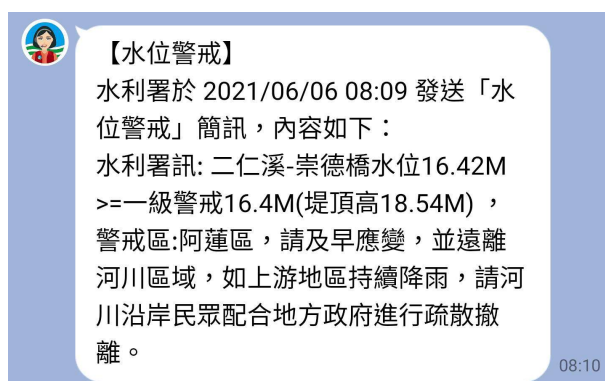 【水位警戒】
水利署於 2021/06/06 08:09 發送「水
位警戒」簡訊，內容如下：
水利署訊: 二仁溪-崇德橋水位16.42M
>=一級警戒16.4M(堤頂高18.54M) ，
警戒區:阿蓮區，請及早應變，並遠離
河川區域，如上游地區持續降雨，請河
川沿岸民眾配合地方政府進行疏散撤
離。
08:10